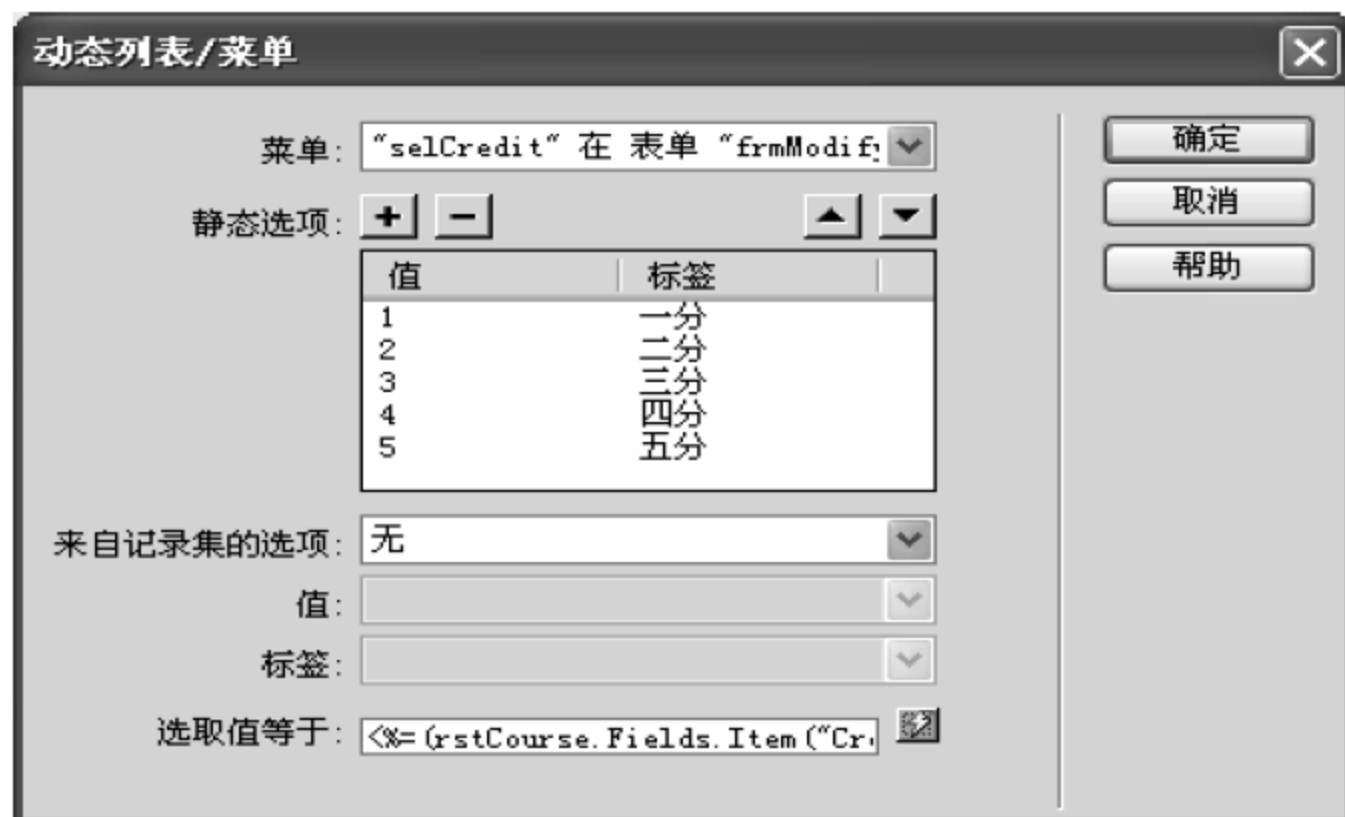 动态列表/菜单
菜单: "selCredit" 在 表单 "frmModify
确定
静态选项:
取消
值 标签
帮助
1 一分
2 二分
3 三分
4 四分
5 五分
来自记录集的选项: 无
值:
标签:
选取值等于: <%=(rstCourse.Fields.Item("Cr